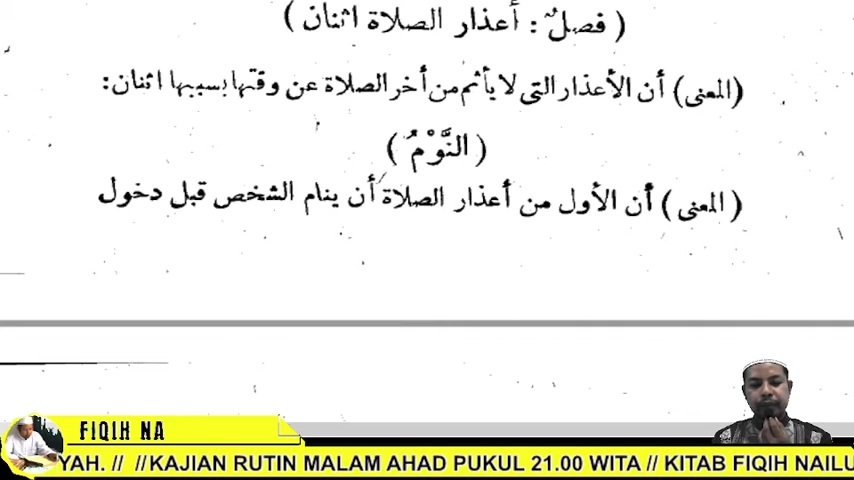 ( فصلٌ : أعذار الصلاة اثنان )
(المعنى) أن الأعذار التى لا يأثم من أخر الصلاة عن وقتها بسببها اثنان :
( النَّوْمُ )
(المعنى) أن الأول من أعذار الصلاة أن ينام الشخص قبل دخول
FIQIH NA
YAH. // //KAJIAN RUTIN MALAM AHAD PUKUL 21.00 WITA // KITAB FIQIH NAILU